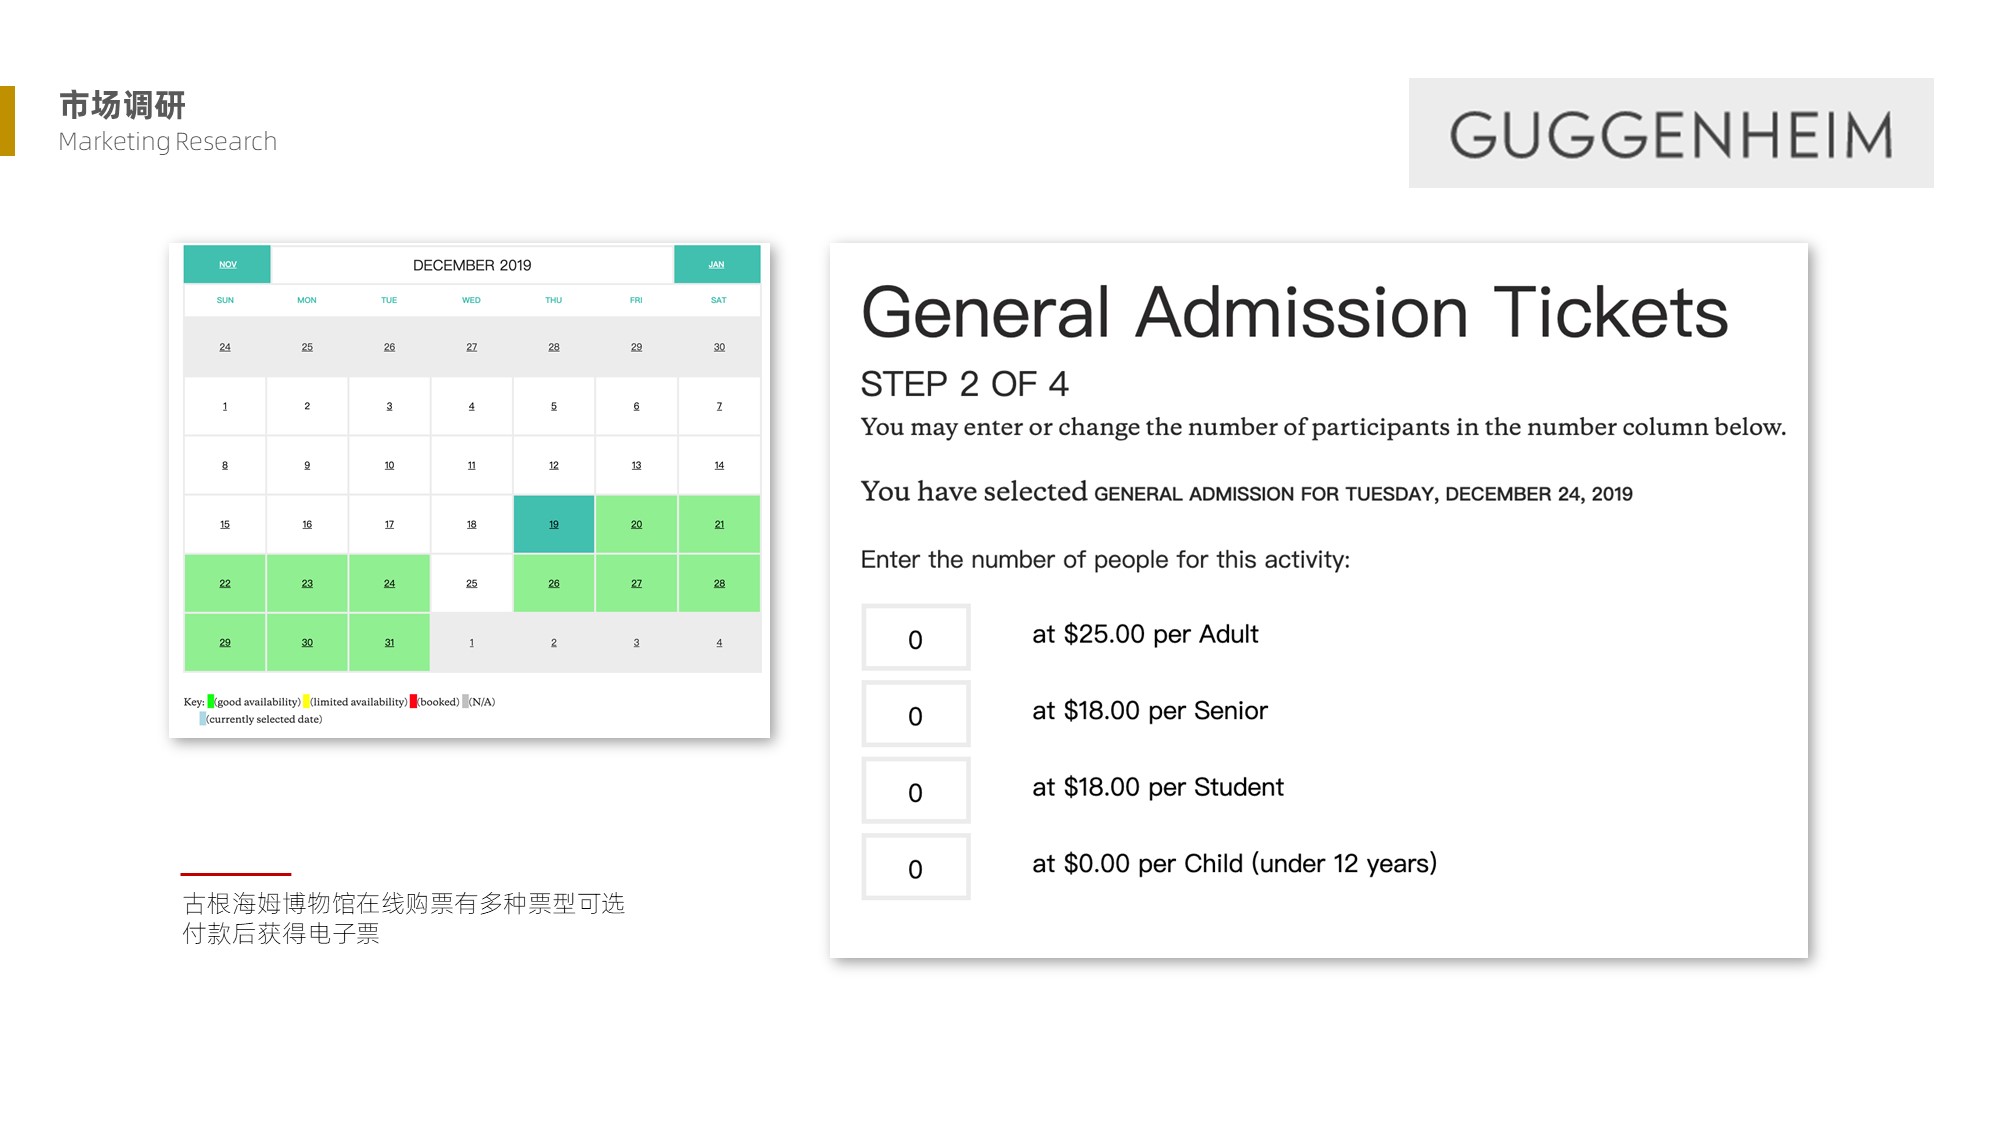 市场调研
Marketing Research
GUGGENHEIM
NOV DECEMBER 2019 JAN
SUN MON TUE WED THU FRI SAT
24 25 26 27 28 29 30
1 2 3 4 5 6 7
8 9 10 11 12 13 14
15 16 17 18 19 20 21
22 23 24 25 26 27 28
29 30 31 1 2 3 4
Key: (good availability) (limited availability) (booked) (N/A)
(currently selected date)
General Admission Tickets
STEP 2 OF 4
You may enter or change the number of participants in the number column below.
You have selected GENERAL ADMISSION FOR TUESDAY, DECEMBER 24, 2019
Enter the number of people for this activity:
0 at $25.00 per Adult
0 at $18.00 per Senior
0 at $18.00 per Student
0 at $0.00 per Child (under 12 years)
古根海姆博物馆在线购票有多种票型可选
付款后获得电子票